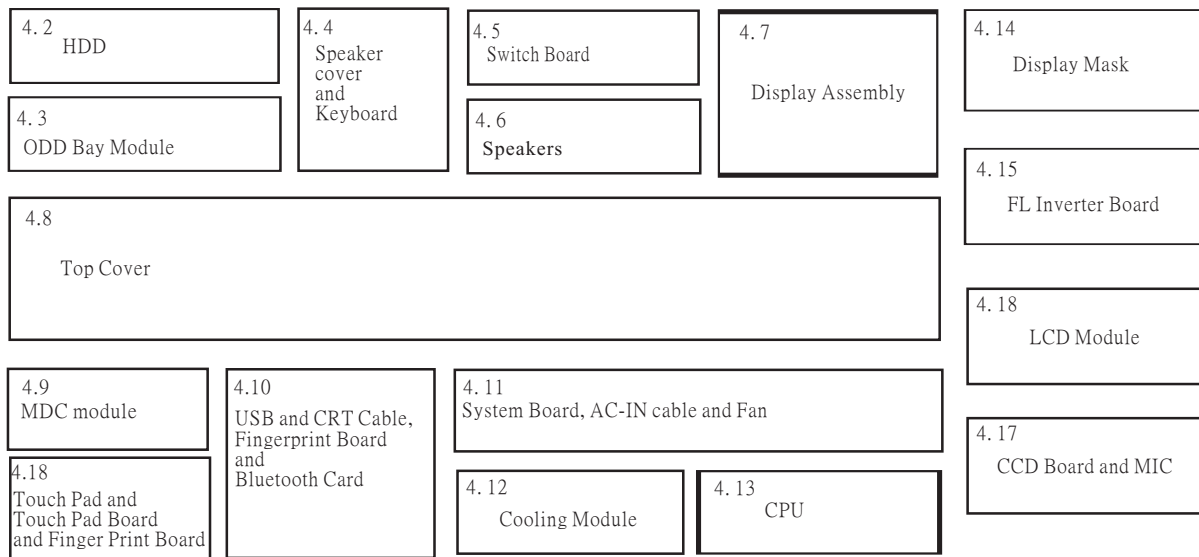 4.2
HDD
4.3
ODD Bay Module
4.4
Speaker
cover
and
Keyboard
4.5
Switch Board
4.6
Speakers
4.7
Display Assembly
4.8
Top Cover
4.9
MDC module
4.18
Touch Pad and
Touch Pad Board
and Finger Print Board
4.10
USB and CRT Cable,
Fingerprint Board
and
Bluetooth Card
4.11
System Board, AC-IN cable and Fan
4.12
Cooling Module
4.13
CPU
4.14
Display Mask
4.15
FL Inverter Board
4.18
LCD Module
4.17
CCD Board and MIC